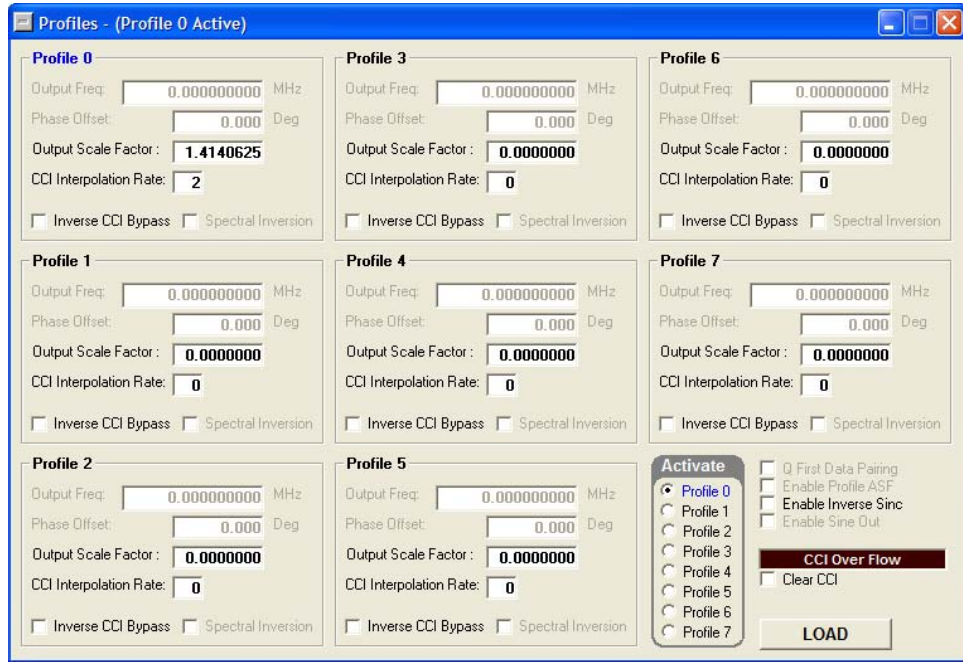 Profiles - (Profile 0 Active)
Profile 0
Output Freq: 0.000000000 MHz
Phase Offset: 0.000 Deg
Output Scale Factor : 1.4140625
CCI Interpolation Rate: 2
Inverse CCI Bypass Spectral Inversion
Profile 3
Output Freq: 0.000000000 MHz
Phase Offset: 0.000 Deg
Output Scale Factor : 0.0000000
CCI Interpolation Rate: 0
Inverse CCI Bypass Spectral Inversion
Profile 6
Output Freq: 0.000000000 MHz
Phase Offset: 0.000 Deg
Output Scale Factor : 0.0000000
CCI Interpolation Rate: 0
Inverse CCI Bypass Spectral Inversion
Profile 1
Output Freq: 0.000000000 MHz
Phase Offset: 0.000 Deg
Output Scale Factor : 0.0000000
CCI Interpolation Rate: 0
Inverse CCI Bypass Spectral Inversion
Profile 4
Output Freq: 0.000000000 MHz
Phase Offset: 0.000 Deg
Output Scale Factor : 0.0000000
CCI Interpolation Rate: 0
Inverse CCI Bypass Spectral Inversion
Profile 7
Output Freq: 0.000000000 MHz
Phase Offset: 0.000 Deg
Output Scale Factor : 0.0000000
CCI Interpolation Rate: 0
Inverse CCI Bypass Spectral Inversion
Profile 2
Output Freq: 0.000000000 MHz
Phase Offset: 0.000 Deg
Output Scale Factor : 0.0000000
CCI Interpolation Rate: 0
Inverse CCI Bypass Spectral Inversion
Profile 5
Output Freq: 0.000000000 MHz
Phase Offset: 0.000 Deg
Output Scale Factor : 0.0000000
CCI Interpolation Rate: 0
Inverse CCI Bypass Spectral Inversion
Activate
Profile 0
Profile 1
Profile 2
Profile 3
Profile 4
Profile 5
Profile 6
Profile 7
Q First Data Pairing
Enable Profile ASF
Enable Inverse Sinc
Enable Sine Out
CCI Over Flow
Clear CCI
LOAD